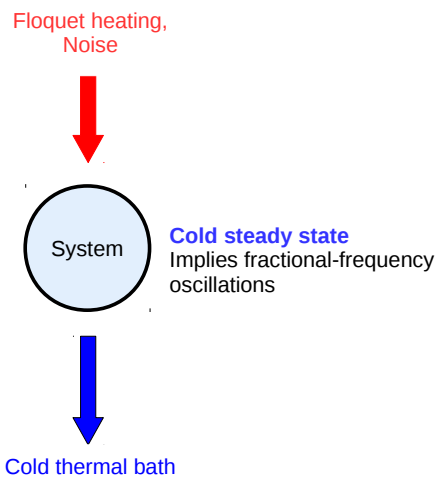 Floquet heating,
Noise
System
Cold steady state
Implies fractional-frequency
oscillations
Cold thermal bath